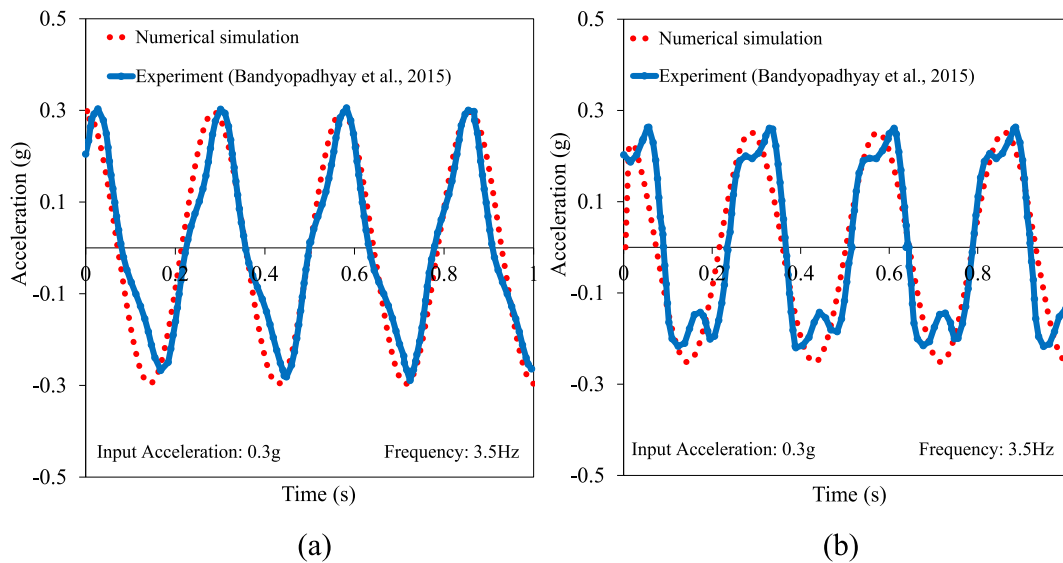 0.5
0.3
0.1
-0.1
-0.3
-0.5
Acceleration (g)
Numerical simulation
Experiment (Bandyopadhyay et al., 2015)
0
0.2
0.4
0.6
0.8
1
Input Acceleration: 0.3g
Frequency: 3.5Hz
Time (s)
(a)
0.5
0.3
0.1
-0.1
-0.3
-0.5
Acceleration (g)
Numerical simulation
Experiment (Bandyopadhyay et al., 2015)
0
0.2
0.4
0.6
0.8
Input Acceleration: 0.3g
Frequency: 3.5Hz
Time (s)
(b)